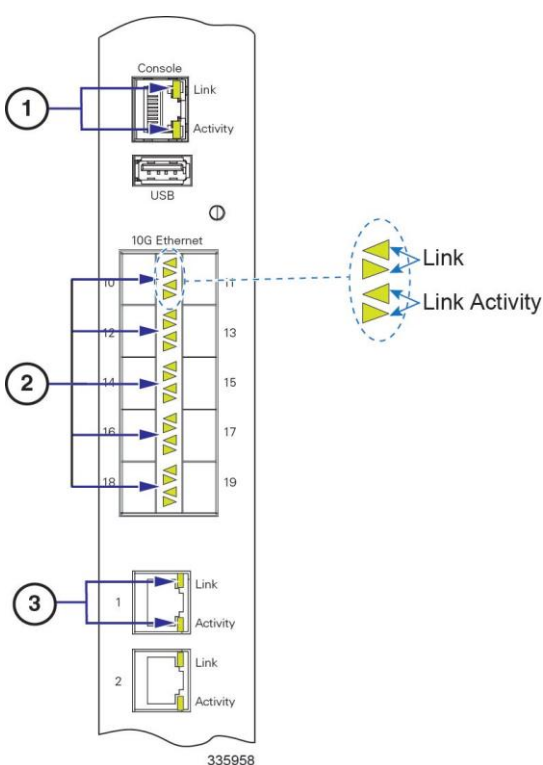 Console
Link
1
Activity
USB
10G Ethernet
10 11
Link
Link Activity
12 13
2
14 15
16 17
18 19
Link
3
1
Activity
Link
2
Activity
335958